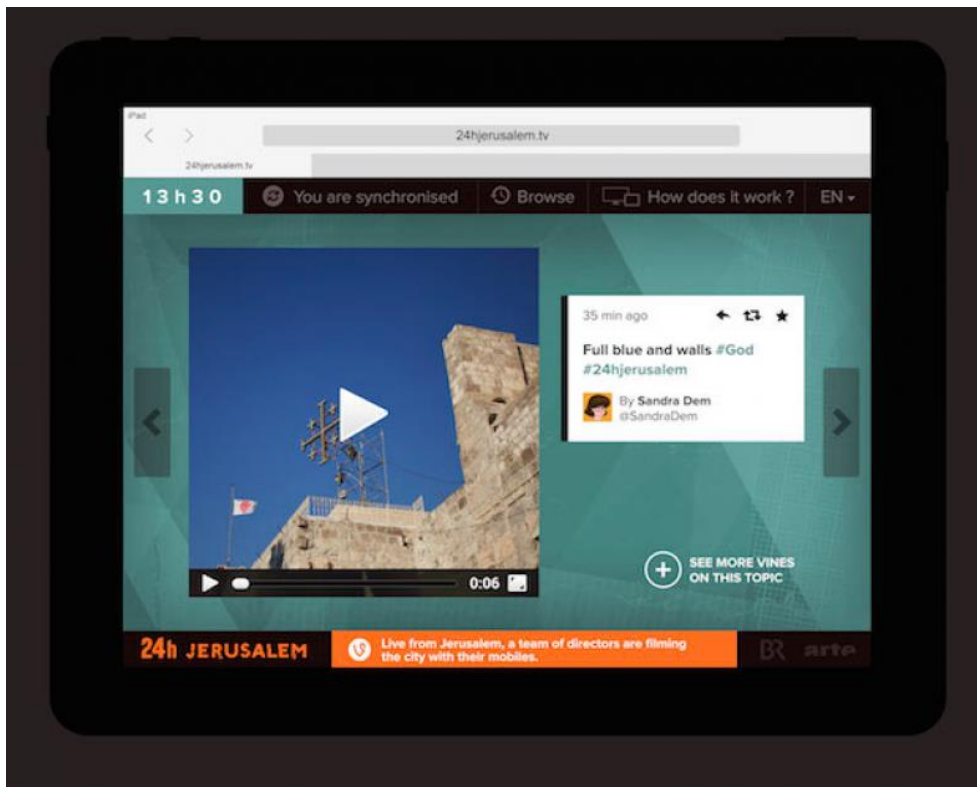 iPad
24hjerusalem.tv
24hjerusalem.tv
13h30 You are synchronised Browse How does it work ? EN
35 min ago
Full blue and walls #God
#24hjerusalem
By Sandra Dem
@SandraDem
SEE MORE VINES
ON THIS TOPIC
0:06
24h JERUSALEM
Live from Jerusalem, a team of directors are filming
the city with their mobiles.
BR arte